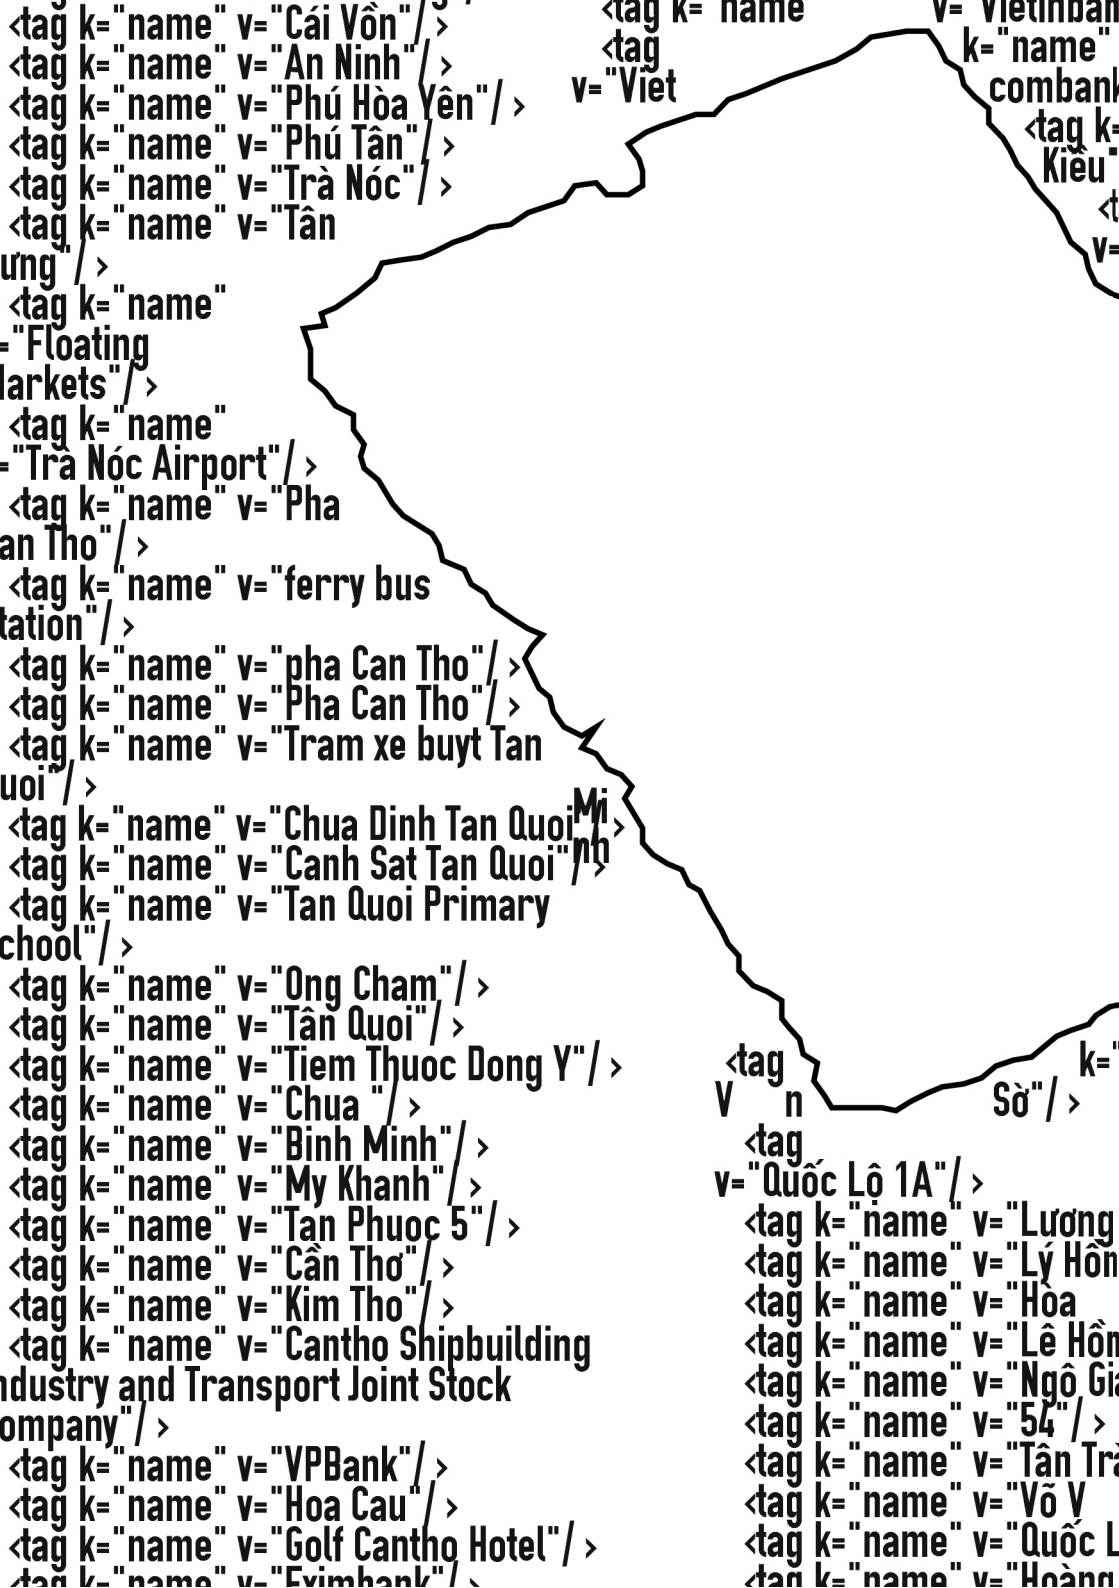 <tag k="name" v="Cái Vồn"/ >
<tag k="name" v="An Ninh"/ >
<tag k="name" v="Phú Hòa Yên"/ >
<tag k="name" v="Phú Tân"/ >
<tag k="name" v="Trà Nóc"/ >
<tag k="name" v="Tân
ưng"/ >
<tag k="name"
="Floating
arkets"/ >
<tag k="name"
="Trà Nóc Airport"/ >
<tag k="name" v="Pha
an Tho"/ >
<tag k="name" v="ferry bus
tation"/ >
<tag k="name" v="pha Can Tho"/ >
<tag k="name" v="Pha Can Tho"/ >
<tag k="name" v="Tram xe buyt Tan
uoi"/ >
<tag k="name" v="Chua Dinh Tan Quoi"/ >
<tag k="name" v="Canh Sat Tan Quoi"/ >
<tag k="name" v="Tan Quoi Primary
chool"/ >
<tag k="name" v="Ong Cham"/ >
<tag k="name" v="Tân Quoi"/ >
<tag k="name" v="Tiem Thuoc Dong Y"/ >
<tag k="name" v="Chua "/ >
<tag k="name" v="Binh Minh"/ >
<tag k="name" v="My Khanh"/ >
<tag k="name" v="Tan Phuoc 5"/ >
<tag k="name" v="Cần Thơ"/ >
<tag k="name" v="Kim Tho"/ >
<tag k="name" v="Cantho Shipbuilding
ndustry and Transport Joint Stock
ompany"/ >
<tag k="name" v="VPBank"/ >
<tag k="name" v="Hoa Cau"/ >
<tag k="name" v="Golf Cantho Hotel"/ >
<tag k="name" v="Eximbank"/ >
<tag k="name
<tag
v="Viet
Mi
nh
v="Vietinban
k="name"
combank
<tag k=
Kiều"
v=
<tag k="
V n Sờ"/ >
<tag
v="Quốc Lộ 1A"/ >
<tag k="name" v="Lương
<tag k="name" v="Lý Hồn
<tag k="name" v="Hòa
<tag k="name" v="Lê Hồn
<tag k="name" v="Ngô Gia
<tag k="name" v="54"/ >
<tag k="name" v="Tân Trà
<tag k="name" v="Võ V
<tag k="name" v="Quốc L
<tag k="name" v="Hoàng